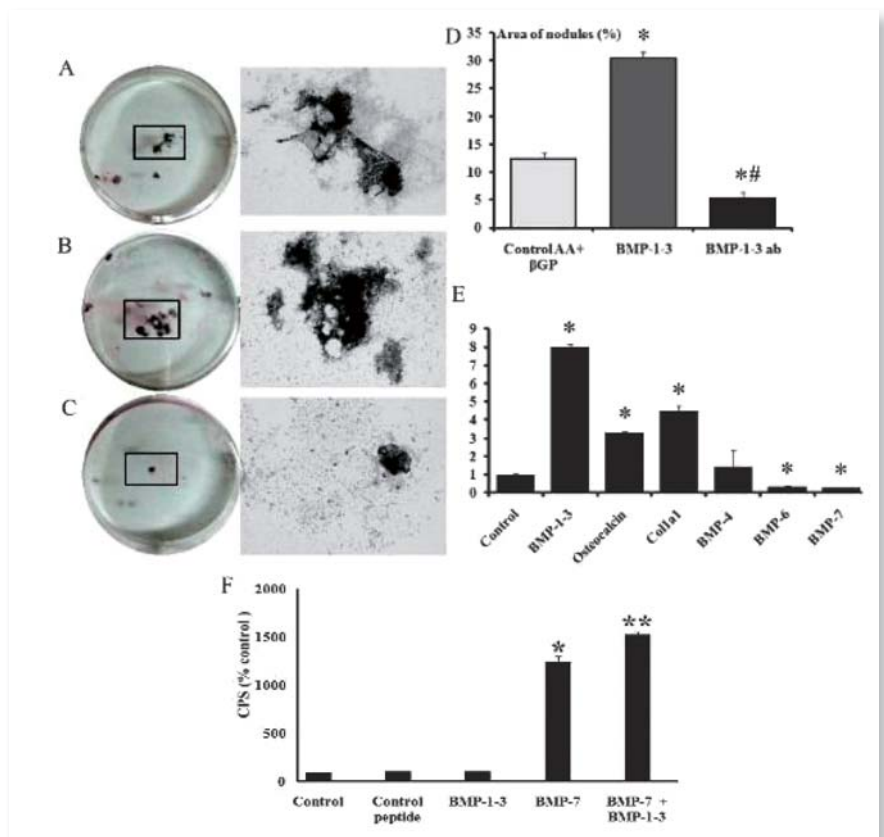 A
B
C
D Area of nodules (%)
35
30
25
20
15
10
5
0
*
*#
Control AA+
βGP
BMP-1-3
BMP-1-3 ab
E
9
8
7
6
5
4
3
2
1
0
*
*
*
*
*
Control
BMP-1-3
Osteocalcin
Col1a1
BMP-4
BMP-6
BMP-7
F
CPS (% control )
2000
1500
1000
500
0
*
**
Control
Control
peptide
BMP-1-3
BMP-7
BMP-7 +
BMP-1-3